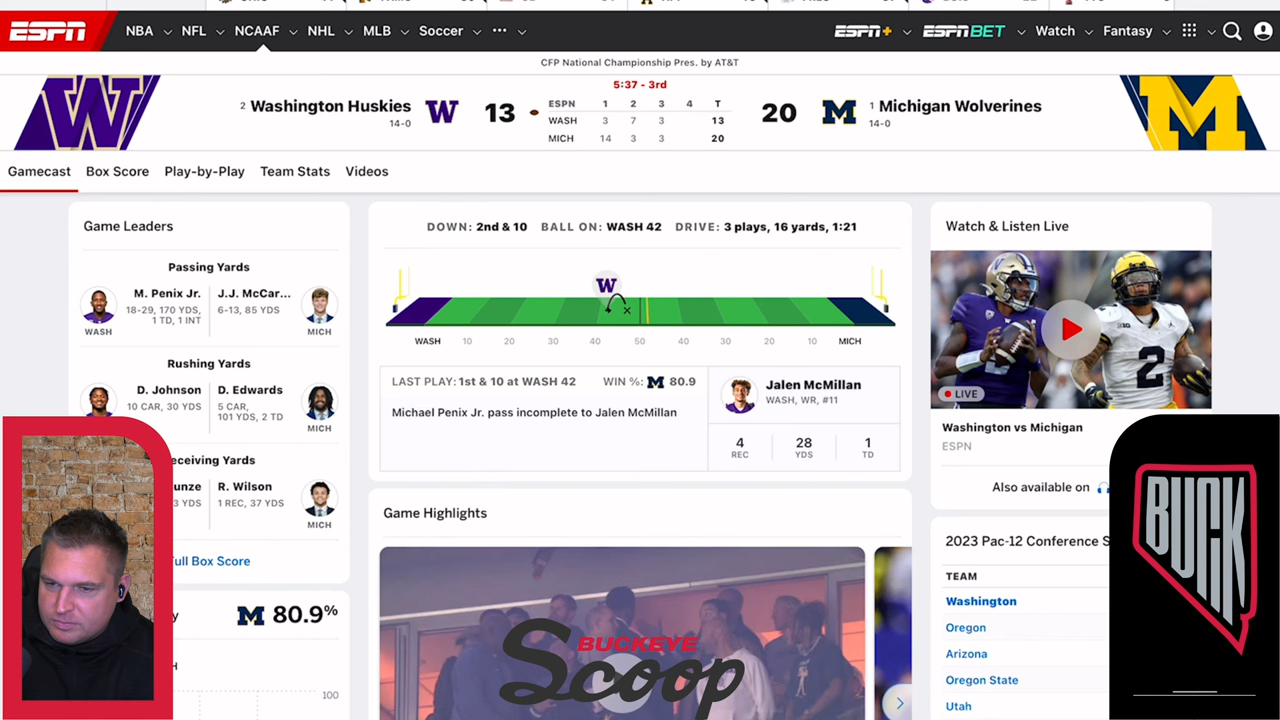 ESPN
NBA
NFL
NCAAF
NHL
MLB
Soccer
ESPN+
ESPN BET
Watch
Fantasy
CFP National Championship Pres. by AT&T
2 Washington Huskies
14-0
W
13
5:37 - 3rd
ESPN 1 2 3 4 T
WASH 3 7 3 13
MICH 14 3 3 20
20
M
1 Michigan Wolverines
14-0
W
M
Gamecast
Box Score
Play-by-Play
Team Stats
Videos
Game Leaders
Passing Yards
M. Penix Jr.
18-29, 170 YDS,
1 TD, 1 INT
WASH
J.J. McCar...
6-13, 85 YDS
MICH
Rushing Yards
D. Johnson
10 CAR, 30 YDS
D. Edwards
5 CAR,
101 YDS, 2 TD
MICH
eceiving Yards
unze
3 YDS
R. Wilson
1 REC, 37 YDS
MICH
ull Box Score
y
M 80.9%
H
100
DOWN: 2nd & 10 BALL ON: WASH 42 DRIVE: 3 plays, 16 yards, 1:21
W
WASH 10 20 30 40 50 40 30 20 10 MICH
LAST PLAY: 1st & 10 at WASH 42
WIN %: M 80.9
Michael Penix Jr. pass incomplete to Jalen McMillan
Jalen McMillan
WASH, WR, #11
4
REC
28
YDS
1
TD
Game Highlights
BUCKEYE
Scoop
Watch & Listen Live
2
LIVE
Washington vs Michigan
ESPN
Also available on
2023 Pac-12 Conference S
TEAM
Washington
Oregon
Arizona
Oregon State
Utah
BUCK